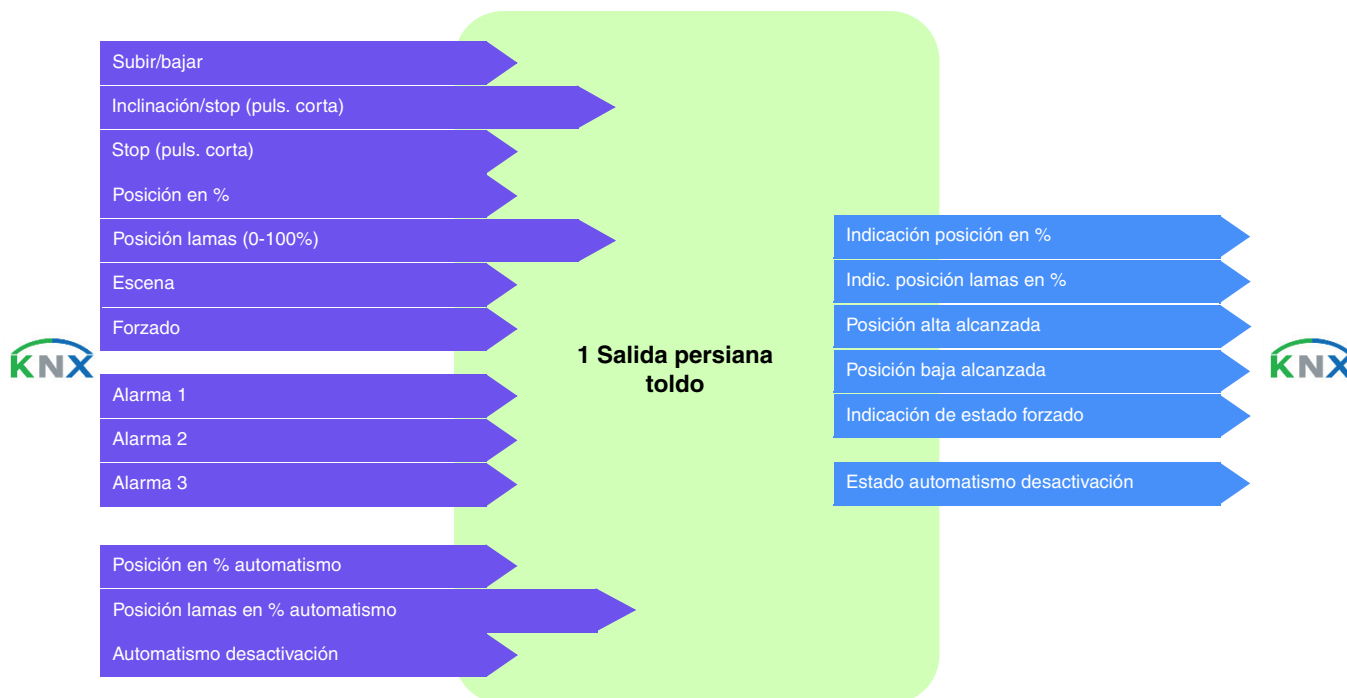 Subir/bajar
Inclinación/stop (puls. corta)
Stop (puls. corta)
Posición en %
Posición lamas (0-100%)
Escena
Forzado
KNX
Alarma 1
Alarma 2
Alarma 3
Posición en % automatismo
Posición lamas en % automatismo
Automatismo desactivación
1 Salida persiana
toldo
Indicación posición en %
Indic. posición lamas en %
Posición alta alcanzada
Posición baja alcanzada
Indicación de estado forzado
Estado automatismo desactivación
KNX